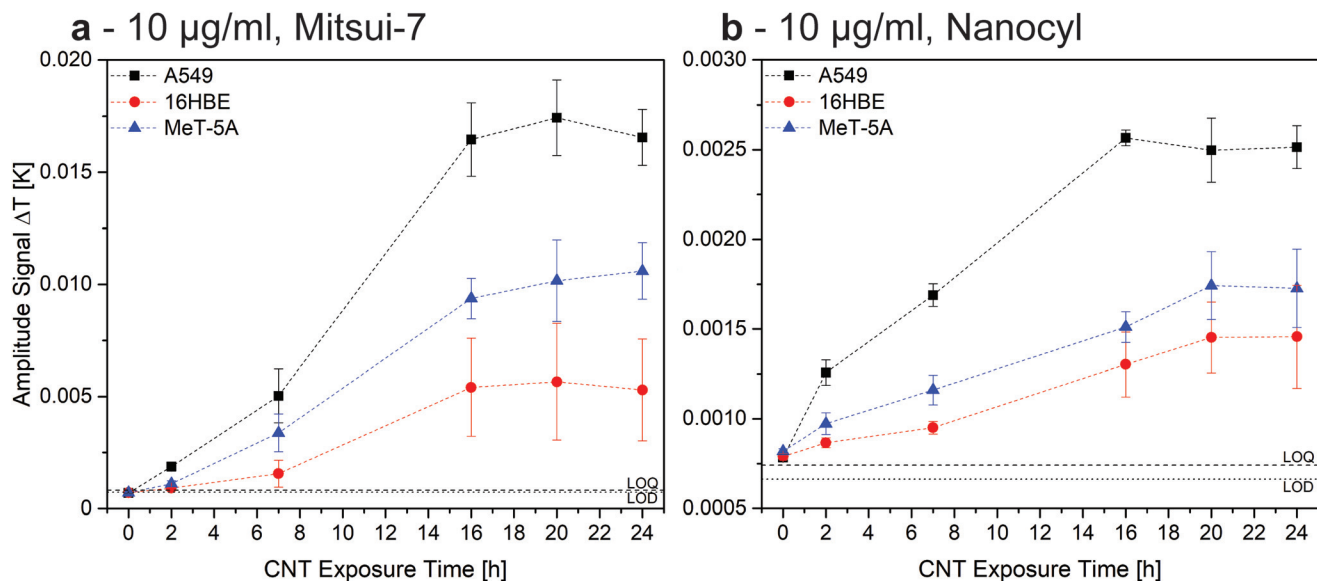 a - 10 µg/ml, Mitsui-7
0.020
0.015
0.010
0.005
0
Amplitude Signal ΔT [K]
A549
16HBE
MeT-5A
LOQ
LOD
0 2 4 6 8 10 12 14 16 18 20 22 24
CNT Exposure Time [h]
b - 10 µg/ml, Nanocyl
0.0030
0.0025
0.0020
0.0015
0.0010
0.0005
A549
16HBE
MeT-5A
LOQ
LOD
0 2 4 6 8 10 12 14 16 18 20 22 24
CNT Exposure Time [h]